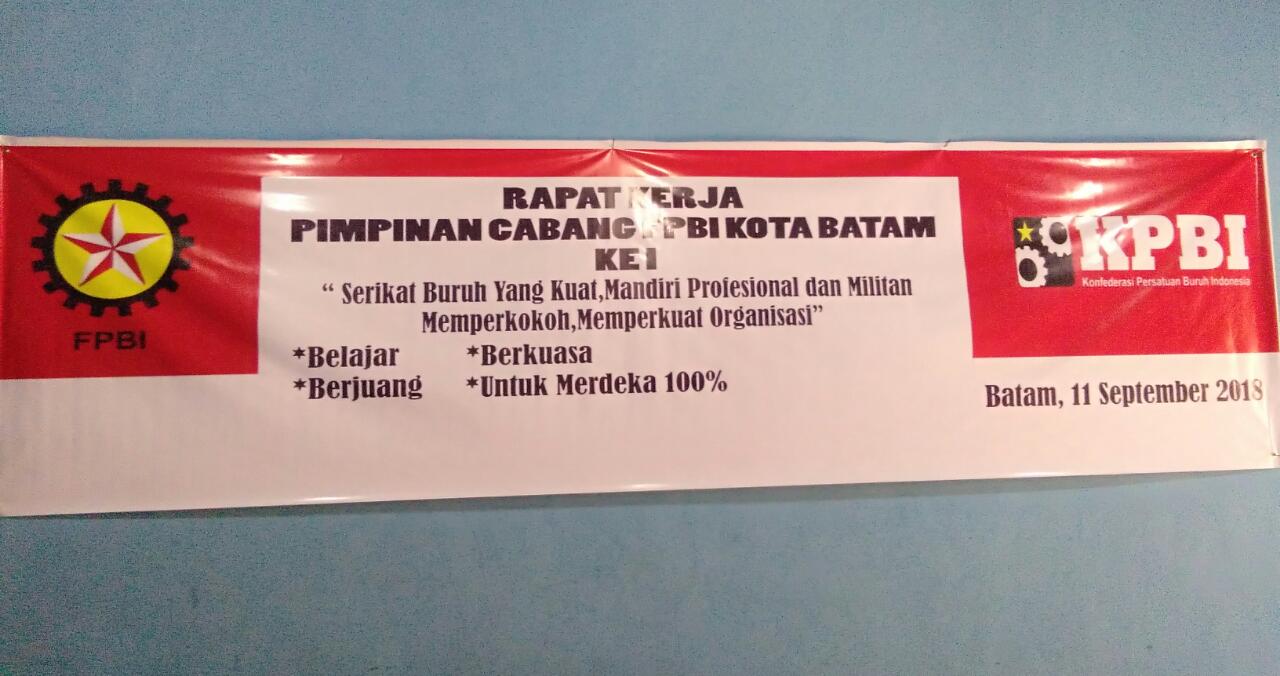 RAPAT KERJA
PIMPINAN CABANG FPBI KOTA BATAM
KE I
“ Serikat Buruh Yang Kuat,Mandiri Profesional dan Militan
Memperkokoh,Memperkuat Organisasi”
*Belajar *Berkuasa
*Berjuang *Untuk Merdeka 100%
FPBI
KPBI
Konfederasi Persatuan Buruh Indonesia
Batam, 11 September 2018